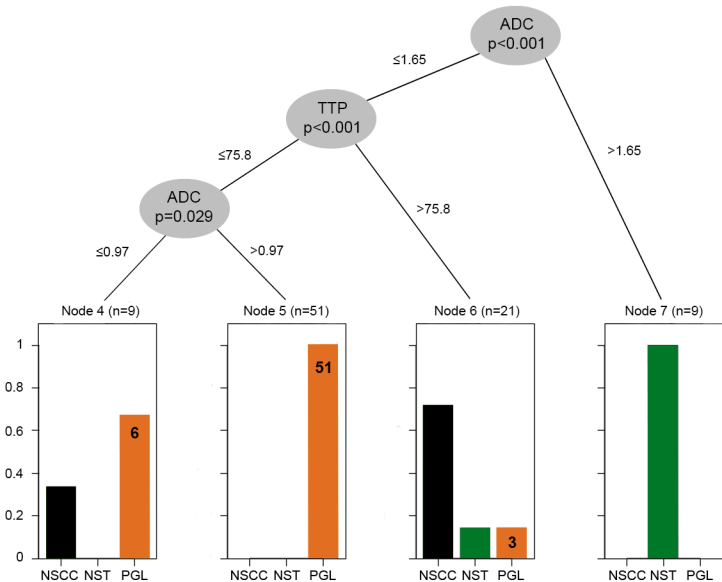 ADC
p<0.001
≤1.65
>1.65
TTP
p<0.001
≤75.8
>75.8
ADC
p=0.029
≤0.97
>0.97
Node 4 (n=9)
Node 5 (n=51)
Node 6 (n=21)
Node 7 (n=9)
1
0.8
0.6
0.4
0.2
0
6
51
3
NSCC NST PGL
NSCC NST PGL
NSCC NST PGL
NSCC NST PGL